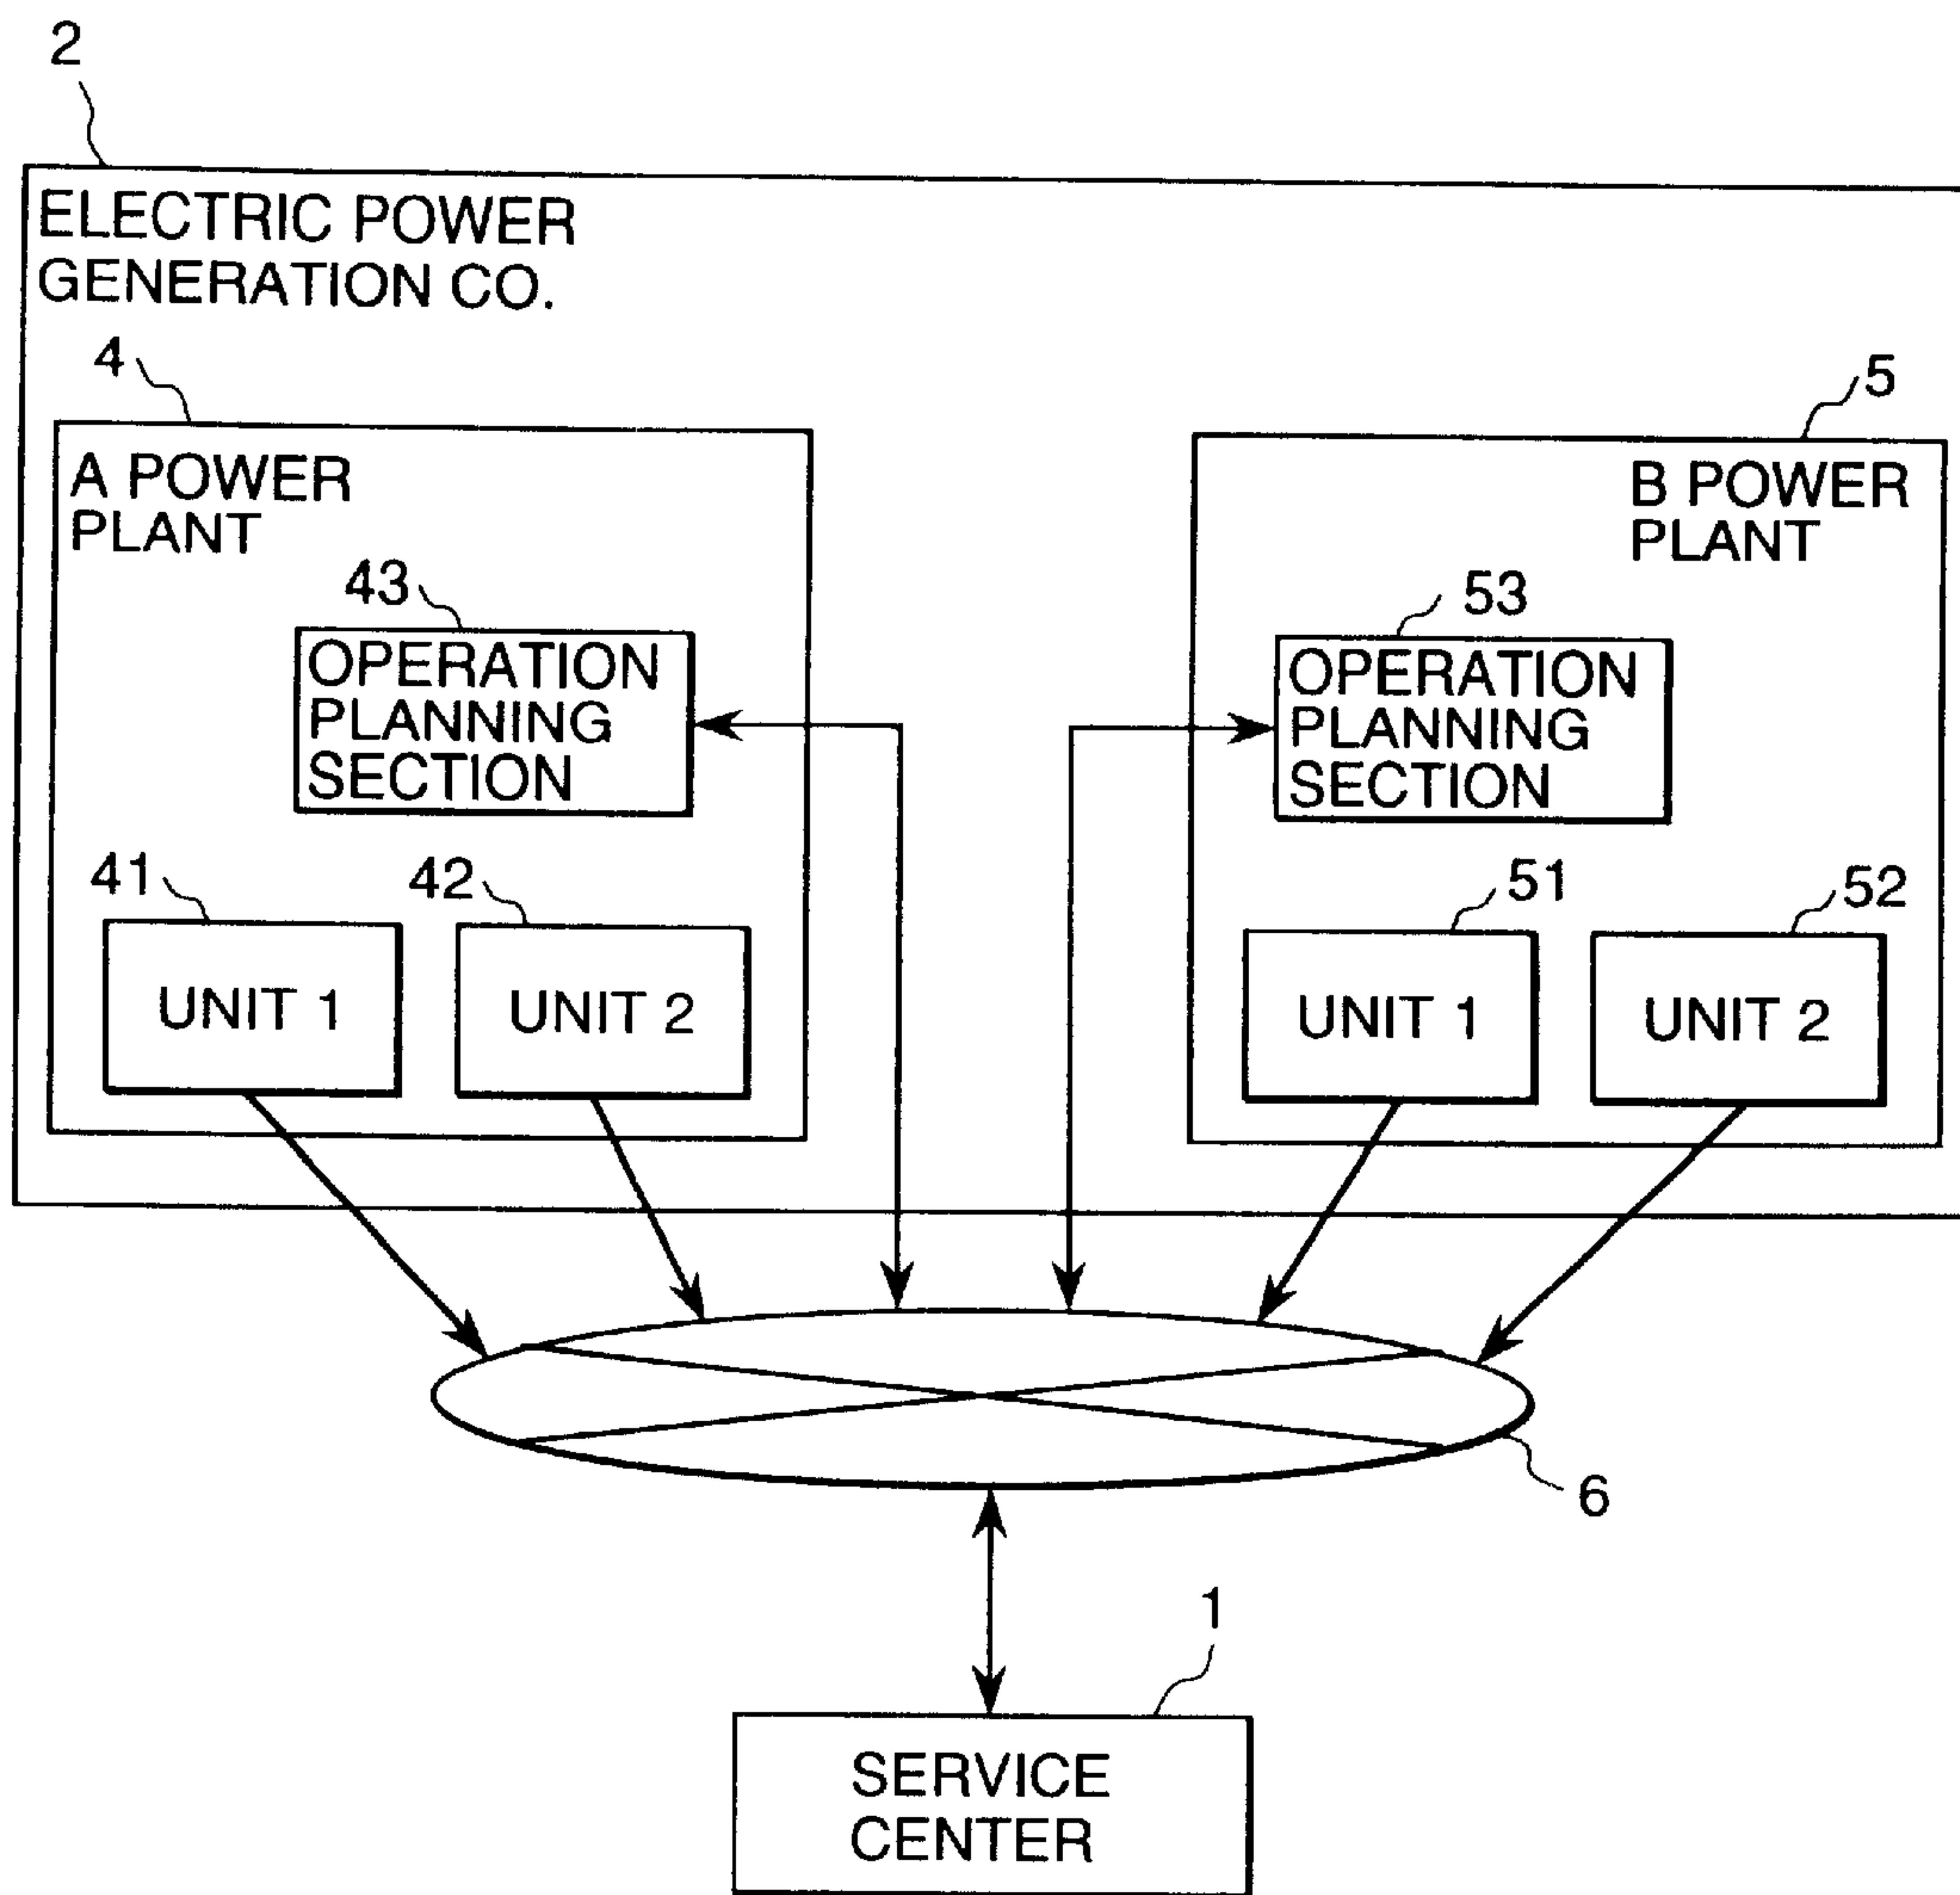 2
ELECTRIC POWER
GENERATION CO.
4
5
A POWER
PLANT
B POWER
PLANT
43
53
OPERATION
PLANNING
SECTION
OPERATION
PLANNING
SECTION
41
42
51
52
UNIT 1
UNIT 2
UNIT 1
UNIT 2
6
1
SERVICE
CENTER